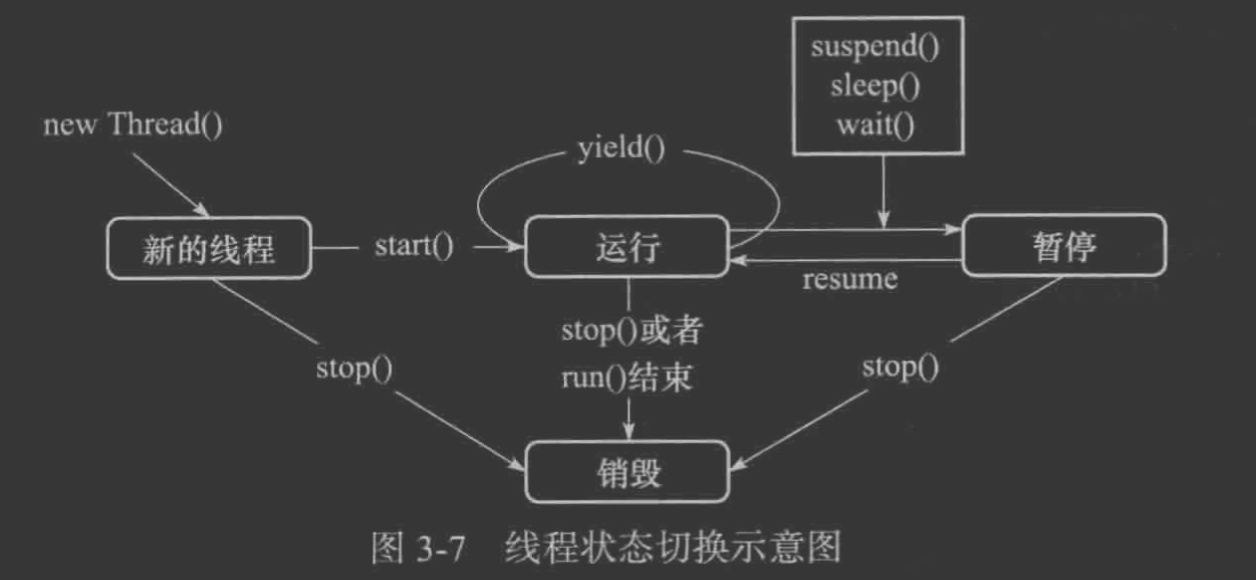 suspend()
sleep()
wait()
new Thread()
yield()
新的线程
start()
运行
暂停
resume
stop()或者
run()结束
stop()
stop()
销毁
图 3-7 线程状态切换示意图